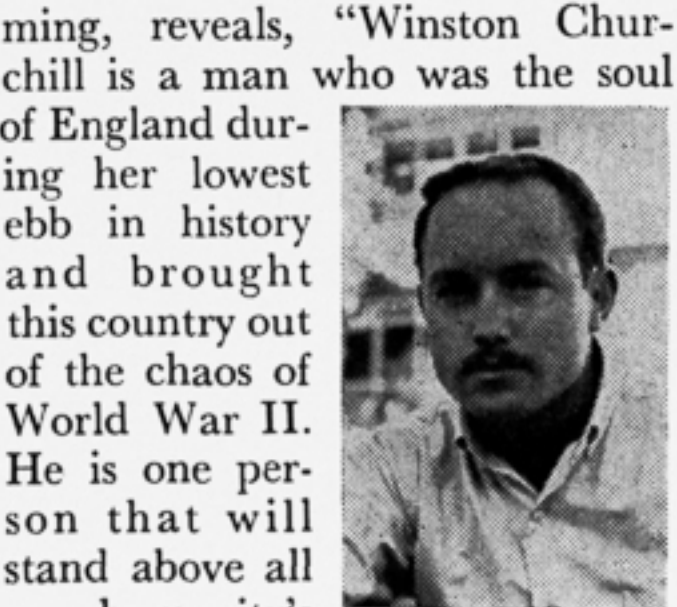 ming, reveals, “Winston Chur-
chill is a man who was the soul
of England dur-
ing her lowest
ebb in history
and brought
this country out
of the chaos of
World War II.
He is one per-
son that will
stand above all